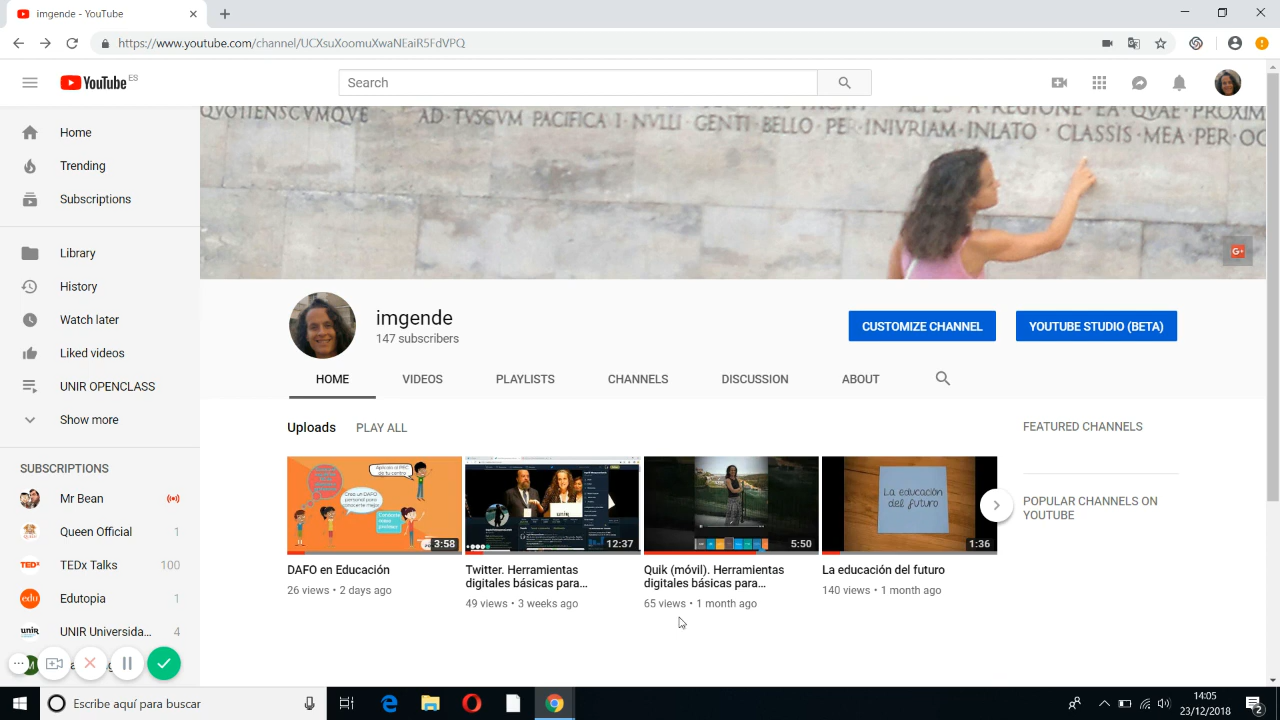 imgende - YouTube
https://www.youtube.com/channel/UCXsuXoomuXwaNEaiR5FdVPQ
YouTube ES
Search
QUOTIENSCVMQVE
AD·TVSCVM PACIFICA I·NVLLI·GENTI·BELLO·PER·INIVRIAM·INLATO·CLASSIS·MEA·PER·OC
A·REGIONE·EA·QVAE·PROXIM
Home
Trending
Subscriptions
Library
History
Watch later
Liked videos
UNIR OPENCLASS
Show more
SUBSCRIPTIONS
Mr Bean
Queen Official 1
TEDx Talks 100
Edutopia 1
UNIR Universida... 4
G+
imgende
147 subscribers
CUSTOMIZE CHANNEL
YOUTUBE STUDIO (BETA)
HOME VIDEOS PLAYLISTS CHANNELS DISCUSSION ABOUT
Uploads PLAY ALL
FEATURED CHANNELS
POPULAR CHANNELS ON
YOUTUBE
La educación
del futuro
3:58
12:37
5:50
1:36
DAFO en Educación
26 views • 2 days ago
Twitter. Herramientas
digitales básicas para...
49 views • 3 weeks ago
Quik (móvil). Herramientas
digitales básicas para...
65 views • 1 month ago
La educación del futuro
140 views • 1 month ago
TEDx
edu
unir
Escribe aquí para buscar
14:05
23/12/2018
2